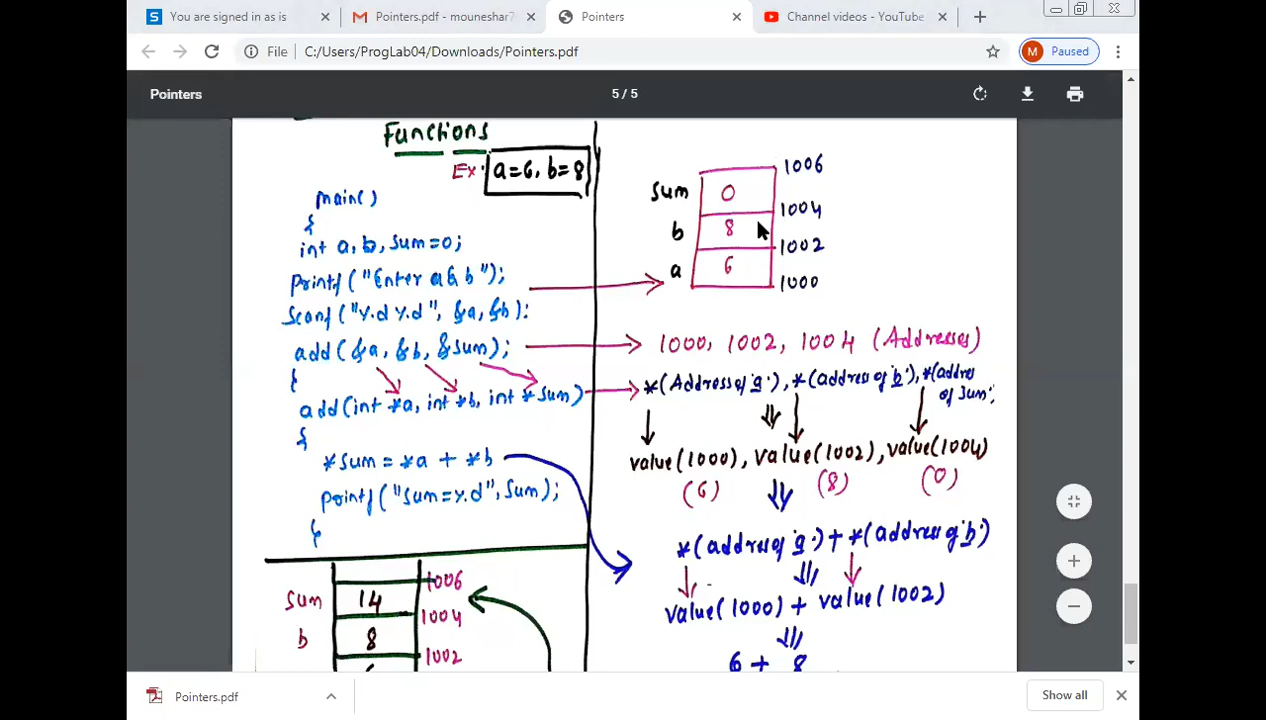 You are signed in as is
Pointers.pdf - mouneshar7
Pointers
Channel videos - YouTube
File
C:/Users/ProgLab04/Downloads/Pointers.pdf
M Paused
Pointers
5 / 5
Functions
Ex: a=6, b=8
main()
{
int a, b, sum=0;
printf ("Enter a & b");
scanf ("%d %d", &a, &b);
add (&a, &b, &sum);
}
add (int *a, int *b, int *sum)
{
*sum = *a + *b
printf ("sum=%d", sum);
}
sum 14 1006
b 8 1004
6 1002
sum 0 1006
b 8 1004
a 6 1002
1000
1000, 1002, 1004 (Addresses)
*(Address of a), *(address of b), *(addres
of sum;
value(1000), value(1002), value(1004)
(6) (8) (0)
*(address of a) + *(address of b)
value(1000) + value(1002)
6 + 8
Pointers.pdf
Show all